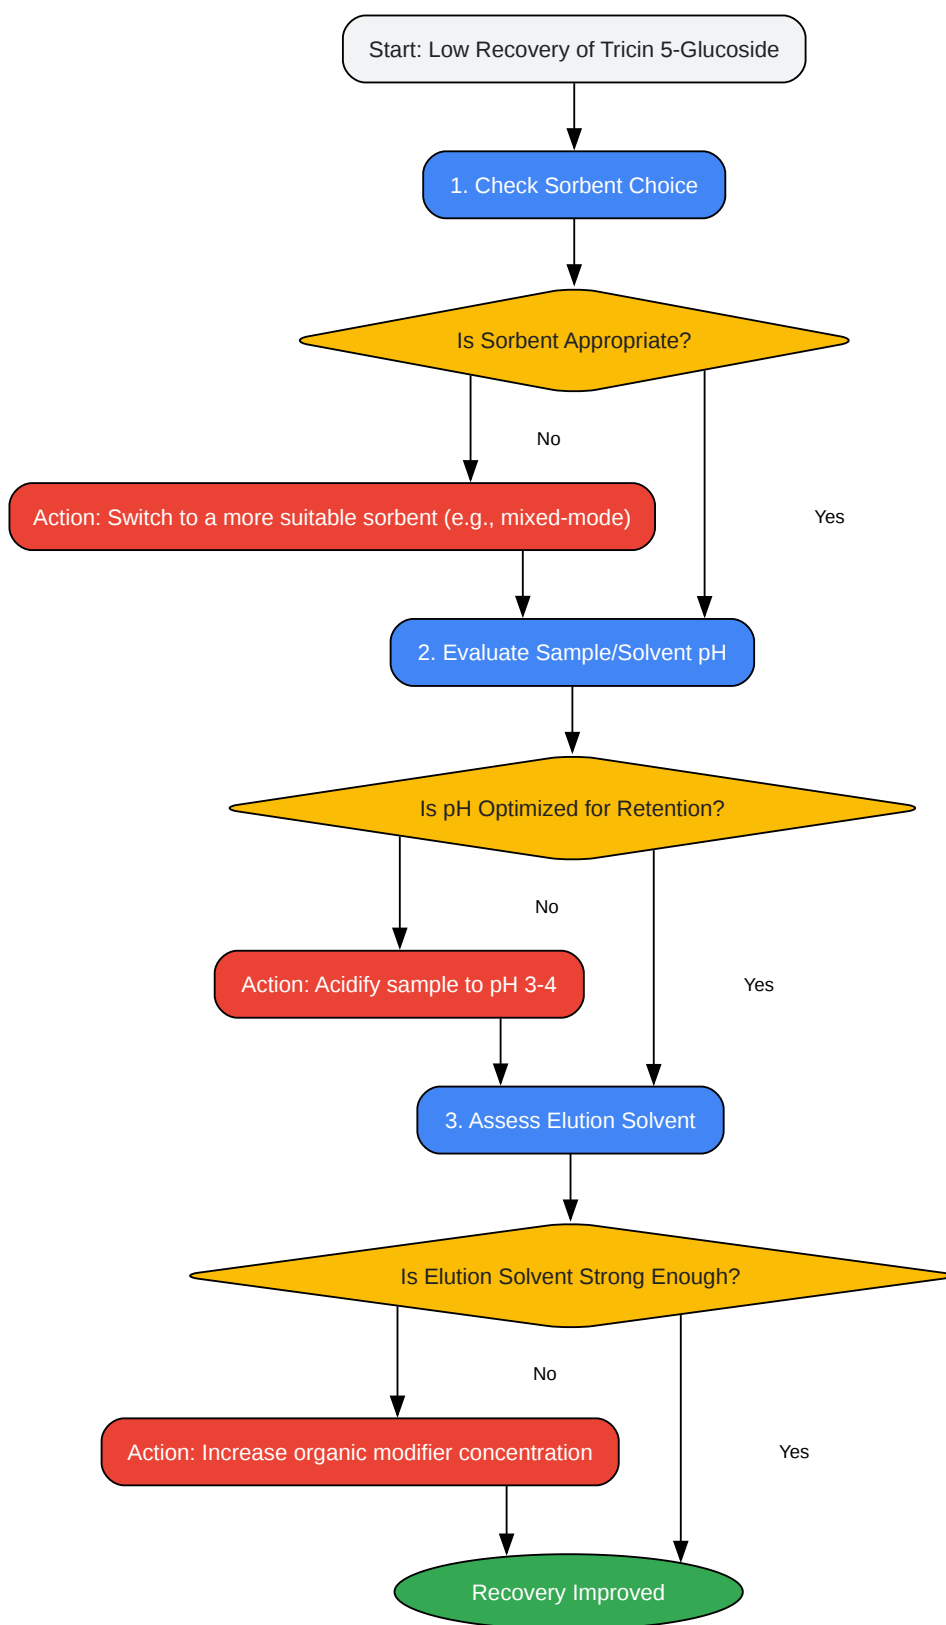 Start: Low Recovery of Tricin 5-Glucoside
1. Check Sorbent Choice
Is Sorbent Appropriate?
No
Action: Switch to a more suitable sorbent (e.g., mixed-mode)
Yes
2. Evaluate Sample/Solvent pH
Is pH Optimized for Retention?
No
Action: Acidify sample to pH 3-4
Yes
3. Assess Elution Solvent
Is Elution Solvent Strong Enough?
No
Action: Increase organic modifier concentration
Yes
Recovery Improved